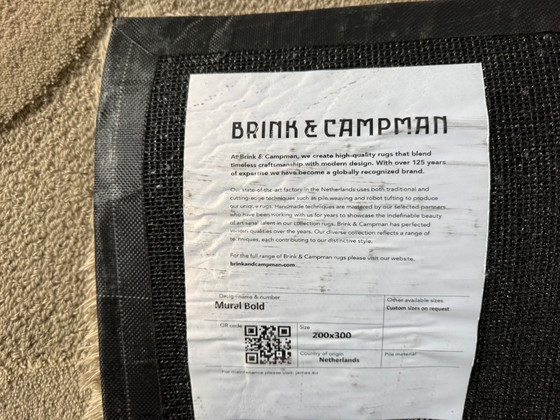 BRINK & CAMPMAN
At Brink & Campman, we create high-quality rugs that blend
timeless craftsmanship with modern design. With over 125 years
of expertise we have become a globally recognized brand.
Our state-of-the-art factory in the Netherlands uses both traditional and
cutting-edge techniques such as pile weaving and robot tufting to produce
our unique rugs. Handmade techniques are mastered by our selected partners
who have been working with us for years to showcase the indefinable beauty
of artisanal talent in our collection rugs. Brink & Campman has perfected
various qualities over the years. Our diverse collection reflects a range of
techniques, each contributing to our distinctive style.
For the full range of Brink & Campman rugs please visit our website,
brinkandcampman.com
Design name & number
Mural Bold
Other available sizes
Custom sizes on request
QR code
Size
200x300
Country of origin
Netherlands
Pile material
For maintenance please visit: james.eu